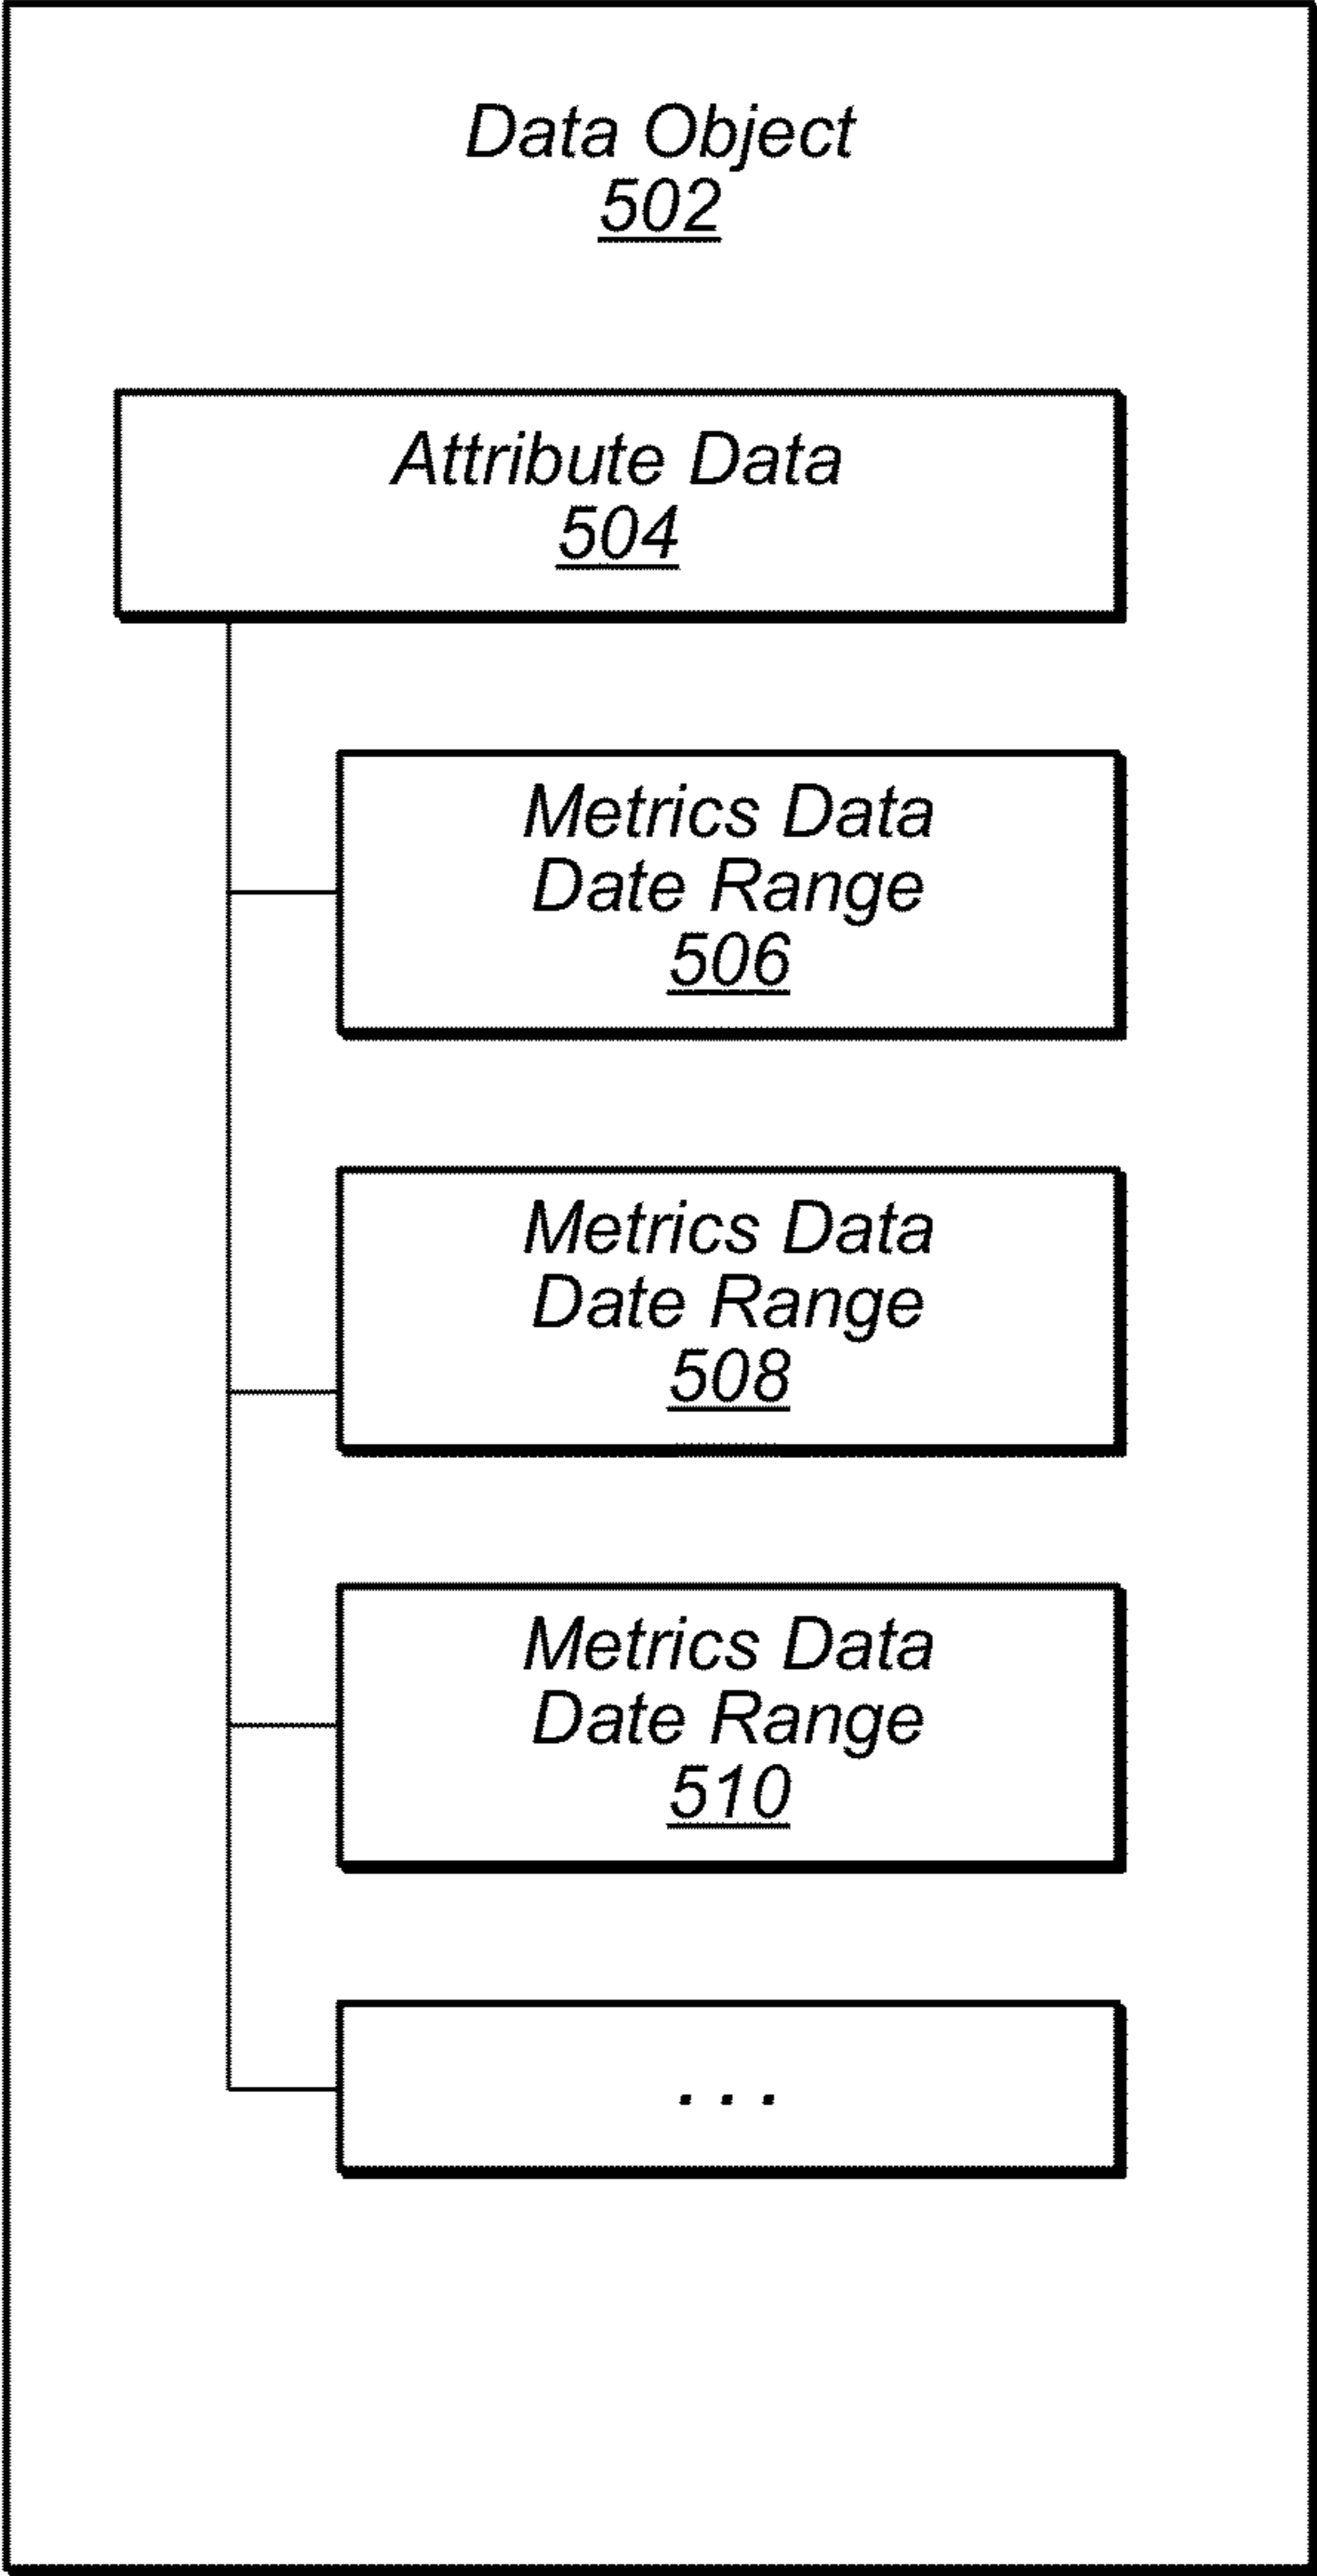 Data Object
502
Attribute Data
504
Metrics Data
Date Range
506
Metrics Data
Date Range
508
Metrics Data
Date Range
510
...